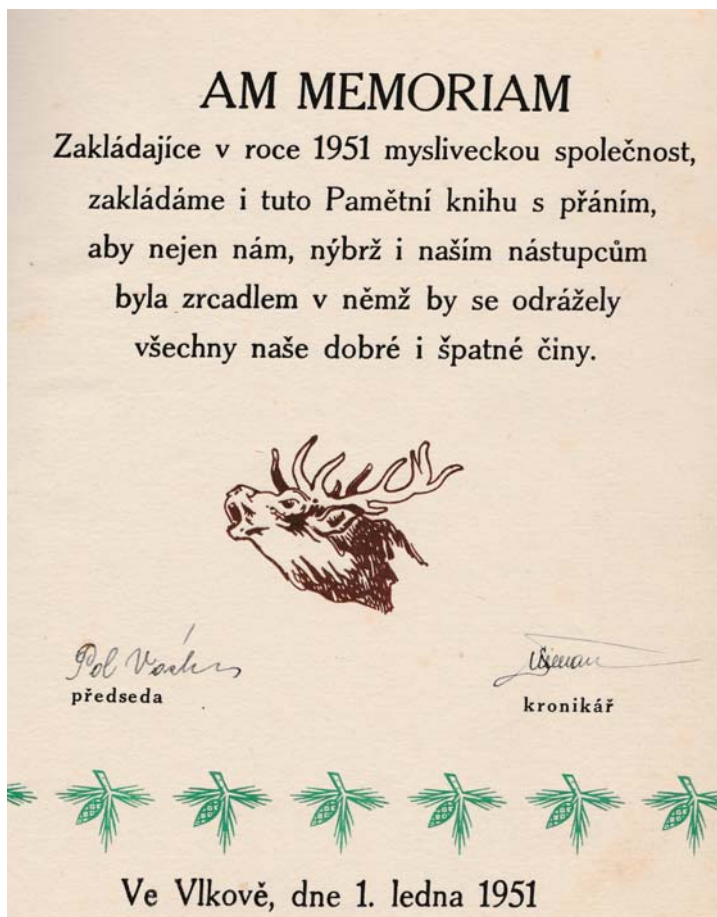 AM MEMORIAM
Zakládajíce v roce 1951 mysliveckou společnost,
zakládáme i tuto Pamětní knihu s přáním,
aby nejen nám, nýbrž i naším nástupcům
byla zrcadlem v němž by se odrážely
všechny naše dobré i špatné činy.
Pol
předseda
kronikář
Ve Vlkově, dne 1. ledna 1951